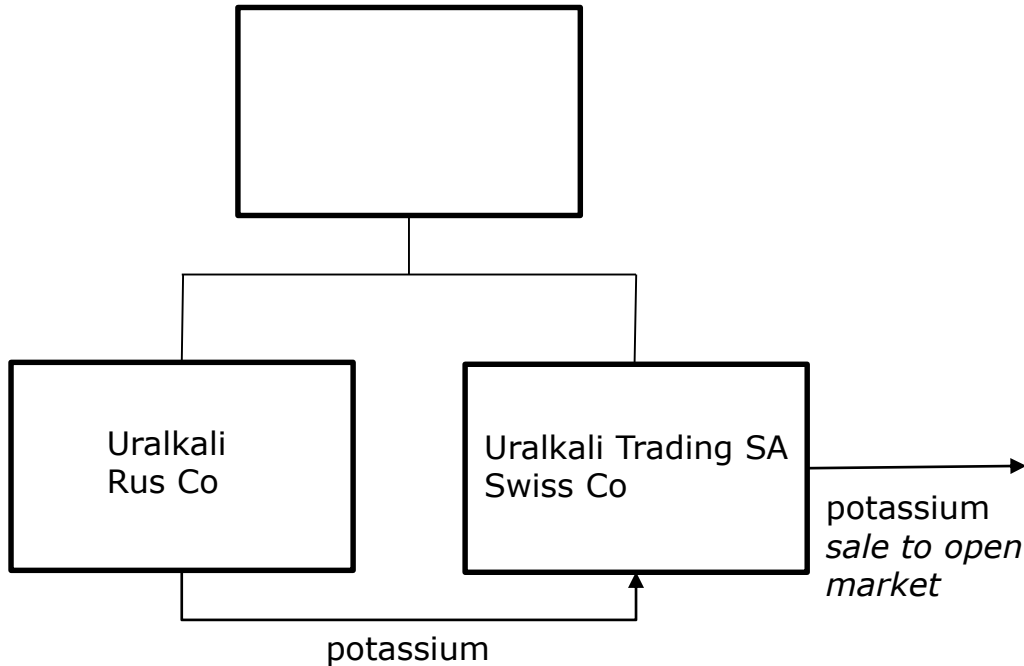 Uralkali
Rus Co
Uralkali Trading SA
Swiss Co
potassium
sale to open
market
potassium